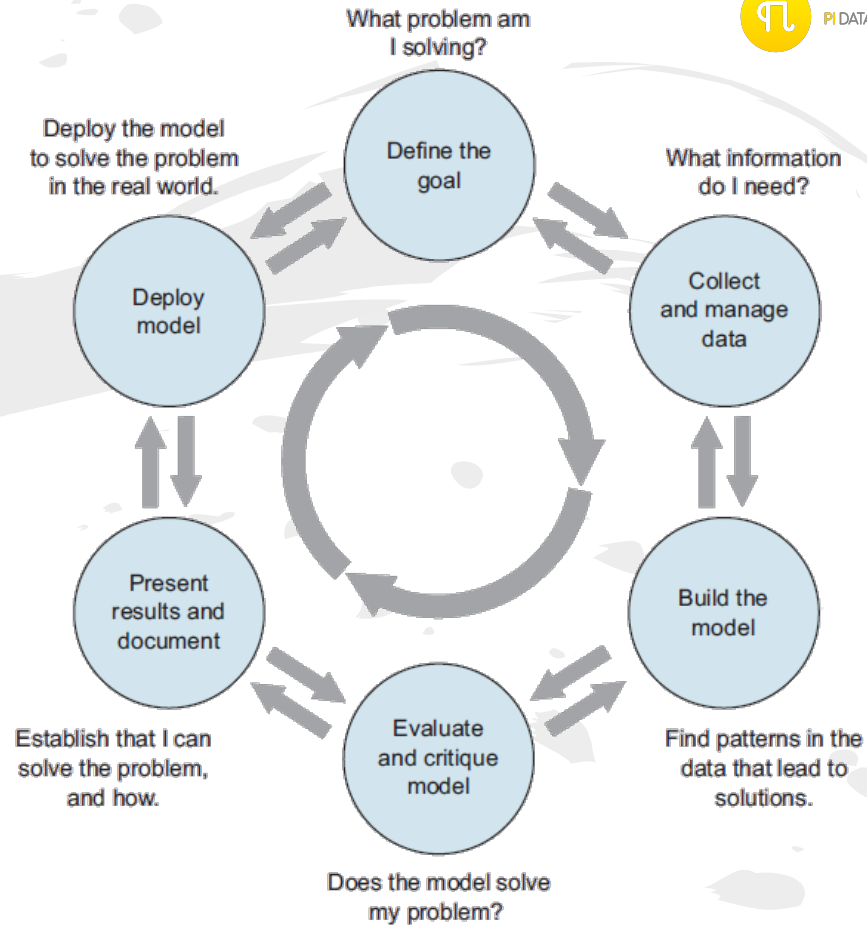 What problem am
I solving?
PI DATA
Define the
goal
What information
do I need?
Collect
and manage
data
Build the
model
Find patterns in the
data that lead to
solutions.
Evaluate
and critique
model
Does the model solve
my problem?
Present
results and
document
Establish that I can
solve the problem,
and how.
Deploy the model
to solve the problem
in the real world.
Deploy
model